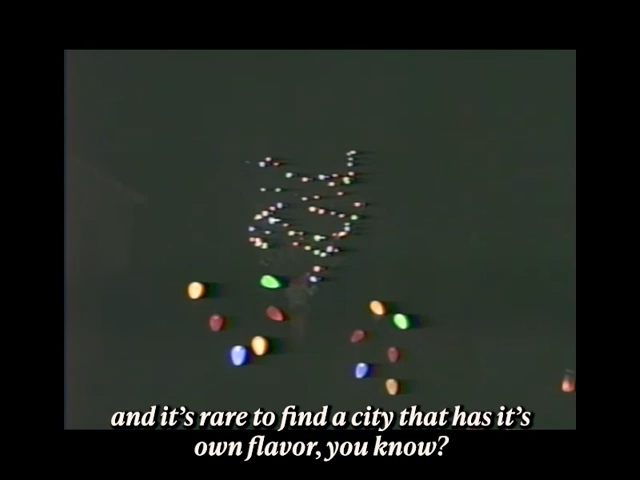 and it's rare to find a city that has it's
own flavor, you know?